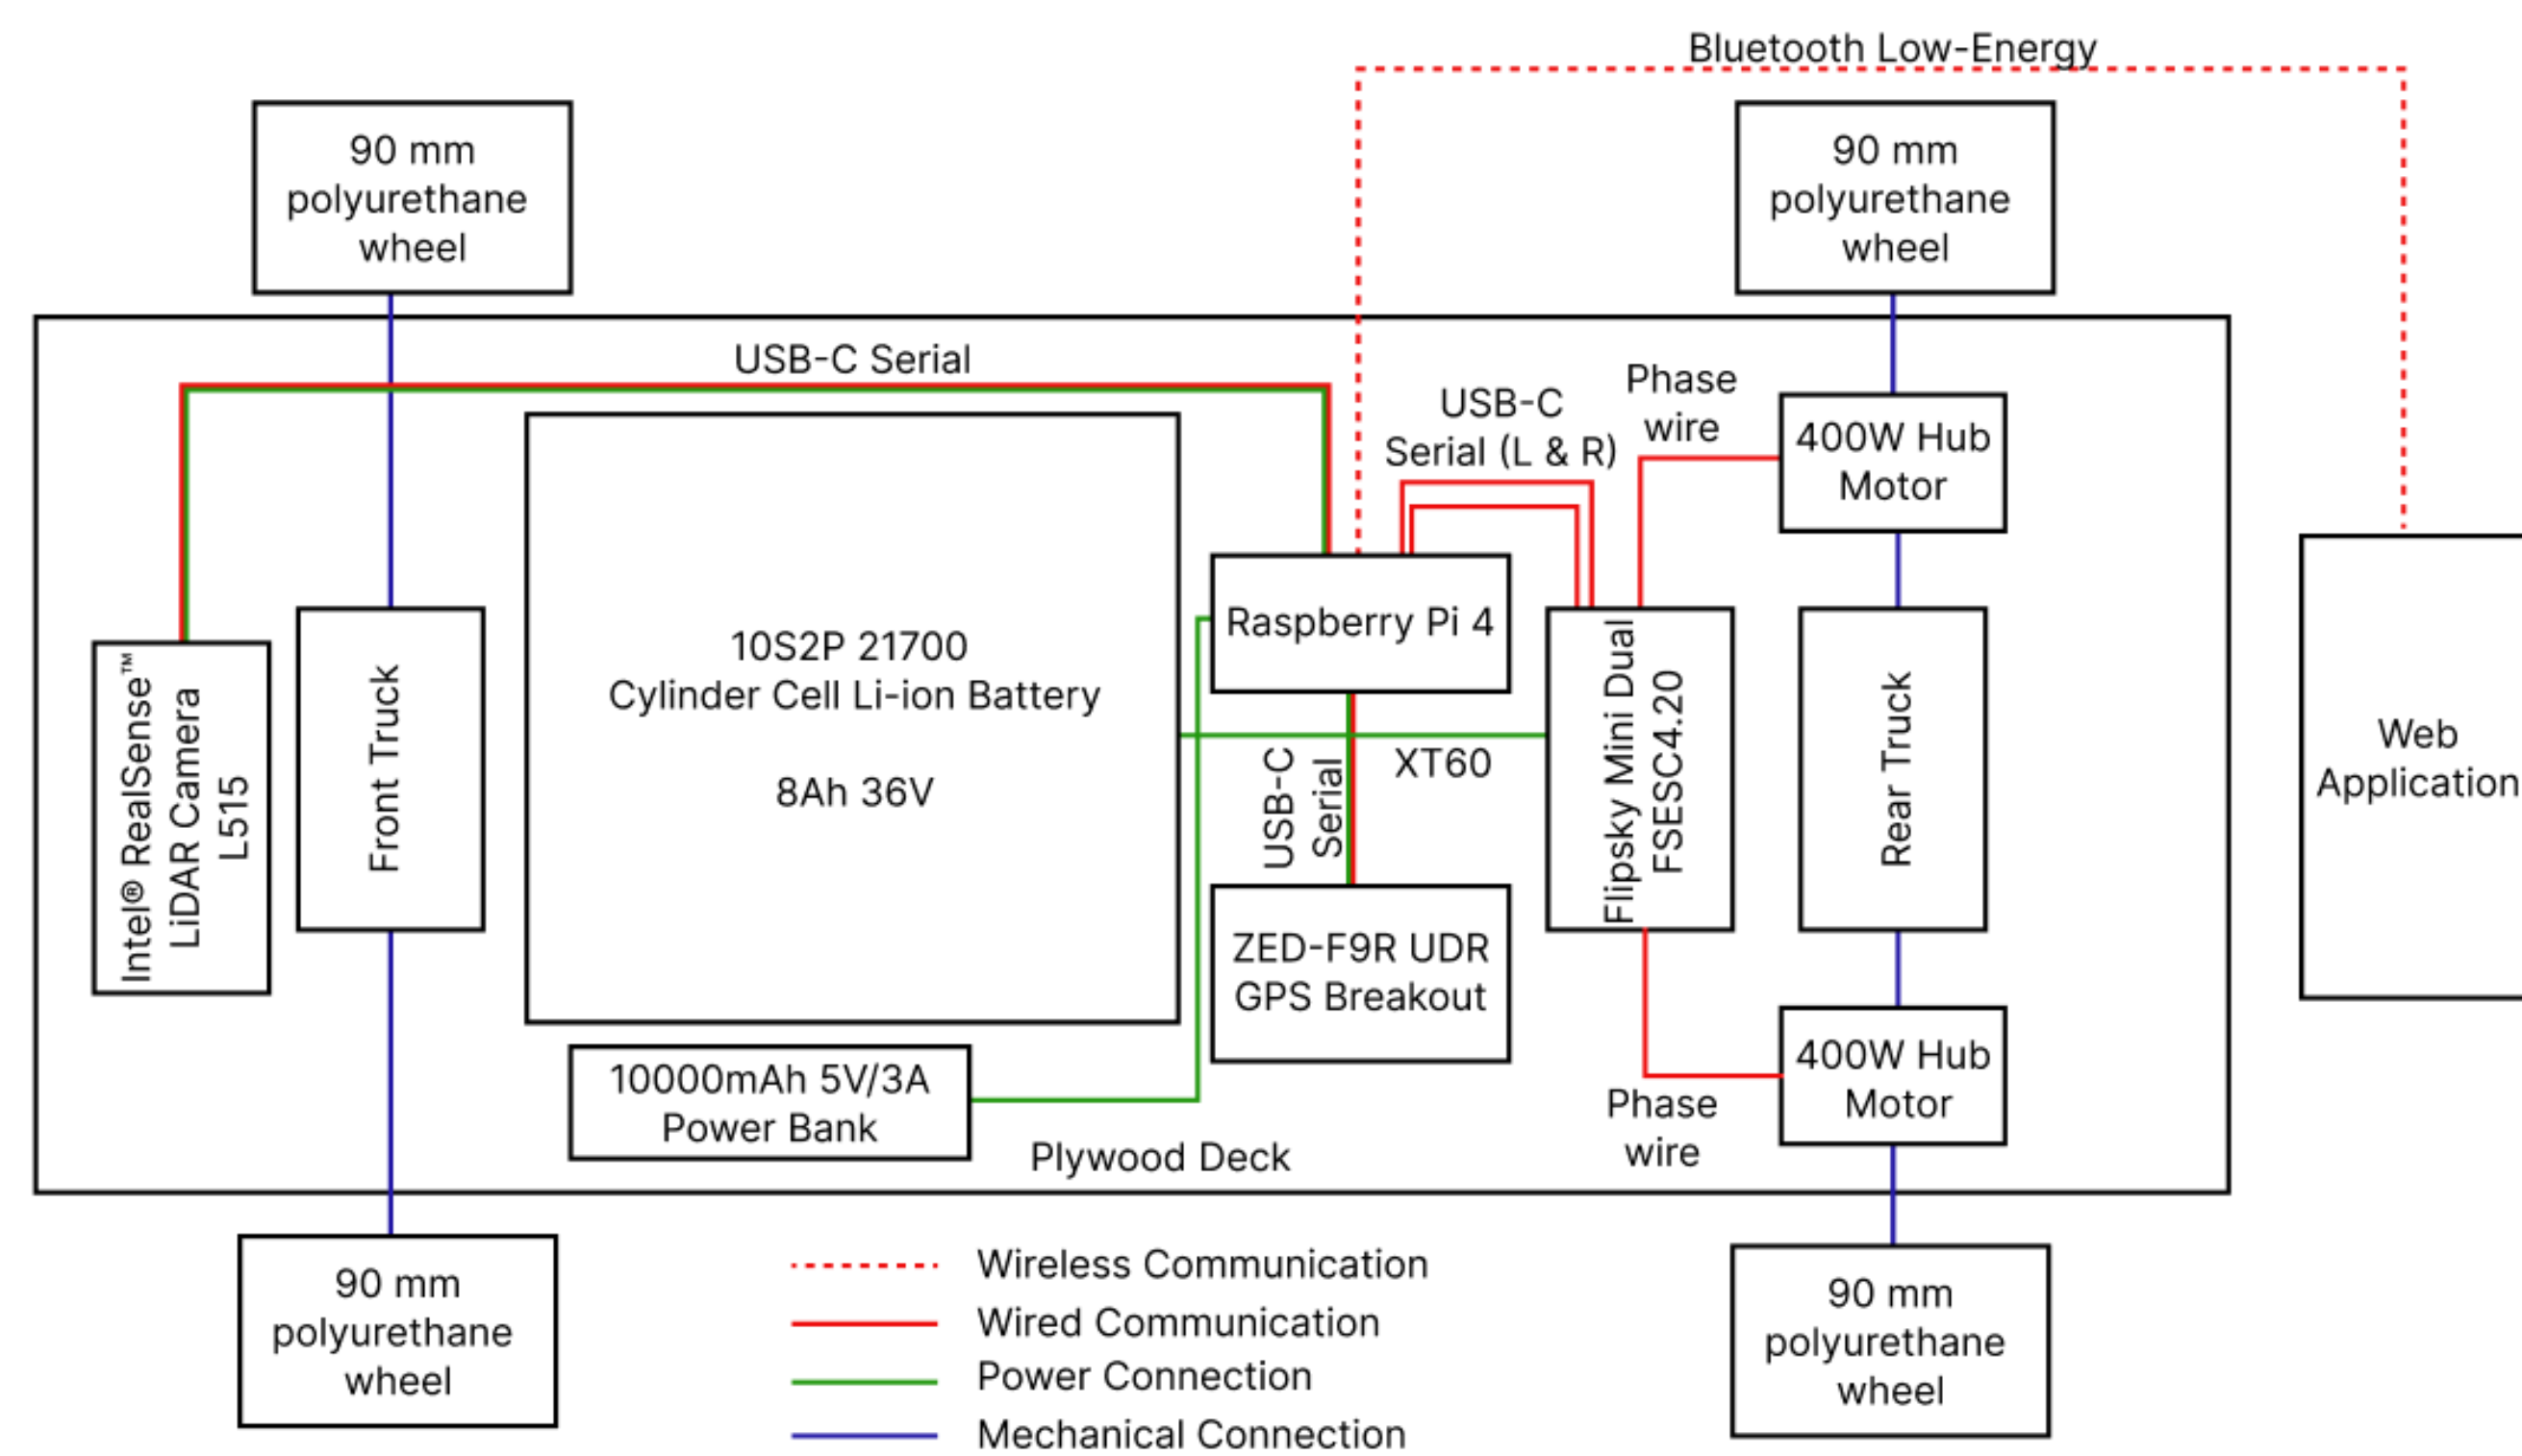 Bluetooth Low-Energy
90 mm
polyurethane
wheel
90 mm
polyurethane
wheel
USB-C Serial
USB-C
Serial (L & R)
Phase
wire
400W Hub
Motor
Intel® RealSense™
LiDAR Camera
L515
Front Truck
10S2P 21700
Cylinder Cell Li-ion Battery
8Ah 36V
Raspberry Pi 4
USB-C
Serial
XT60
Flipsky Mini Dual
FSESC4.20
Rear Truck
Web
Application
ZED-F9R UDR
GPS Breakout
10000mAh 5V/3A
Power Bank
Plywood Deck
Phase
wire
400W Hub
Motor
90 mm
polyurethane
wheel
90 mm
polyurethane
wheel
Wireless Communication
Wired Communication
Power Connection
Mechanical Connection